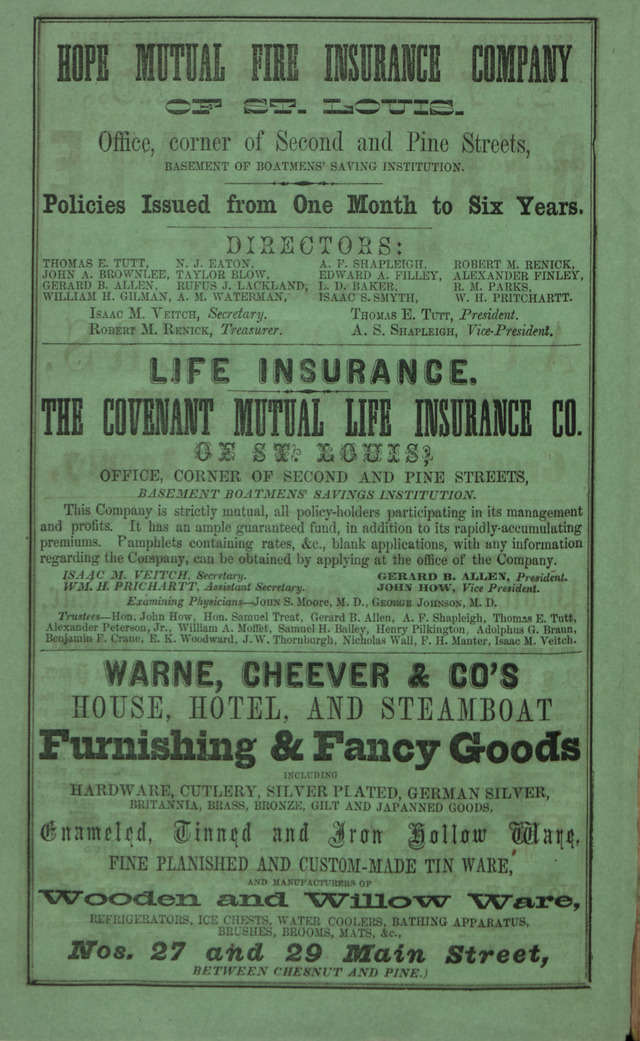 HOPE MUTUAL FIRE INSURANCE COMPANY
OF ST. LOUIS.
Office, corner of Second and Pine Streets,
BASEMENT OF BOATMENS' SAVING INSTITUTION.
Policies Issued from One Month to Six Years.
DIRECTORS:
THOMAS E. TUTT, N. J. EATON, A. F. SHAPLEIGH, ROBERT M. RENICK,
JOHN A. BROWNLEE, TAYLOR BLOW, EDWARD A. FILLEY, ALEXANDER FINLEY,
GERARD B. ALLEN, RUFUS J. LACKLAND, L. D. BAKER, R. M. PARKS,
WILLIAM H. GILMAN, A. M. WATERMAN, ISAAC S. SMYTH, W. H. PRITCHARTT.
ISAAC M. VEITCH, Secretary. THOMAS E. TUTT, President.
ROBERT M. RENICK, Treasurer. A. S. SHAPLEIGH, Vice-President.
LIFE INSURANCE.
THE COVENANT MUTUAL LIFE INSURANCE CO.
OF ST. LOUIS,
OFFICE, CORNER OF SECOND AND PINE STREETS,
BASEMENT BOATMENS' SAVINGS INSTITUTION.
This Company is strictly mutual, all policy-holders participating in its management
and profits. It has an ample guaranteed fund, in addition to its rapidly-accumulating
premiums. Pamphlets containing rates, &c., blank applications, with any information
regarding the Company, can be obtained by applying at the office of the Company.
ISAAC M. VEITCH, Secretary. GERARD B. ALLEN, President.
WM. H. PRICHARTT, Assistant Secretary. JOHN HOW, Vice President.
Examining Physicians—JOHN S. MOORE, M. D., GEORGE JOHNSON, M. D.
Trustees—Hon. John How, Hon. Samuel Treat, Gerard B. Allen, A. F. Shapleigh, Thomas E. Tutt,
Alexander Peterson, Jr., William A. Moffet, Samuel H. Bailey, Henry Pilkington, Adolphus G. Braun,
Benjamin F. Crane, E. K. Woodward, J. W. Thornburgh, Nicholas Wall, F. H. Manter, Isaac M. Veitch.
WARNE, CHEEVER & CO'S
HOUSE, HOTEL, AND STEAMBOAT
Furnishing & Fancy Goods
INCLUDING
HARDWARE, CUTLERY, SILVER PLATED, GERMAN SILVER,
BRITANNIA, BRASS, BRONZE, GILT AND JAPANNED GOODS,
Enameled, Tinned and Iron Hollow Ware,
FINE PLANISHED AND CUSTOM-MADE TIN WARE,
AND MANUFACTURERS OF
Wooden and Willow Ware,
REFRIGERATORS, ICE CHESTS, WATER COOLERS, BATHING APPARATUS,
BRUSHES, BROOMS, MATS, &c.,
Nos. 27 and 29 Main Street,
BETWEEN CHESNUT AND PINE.)